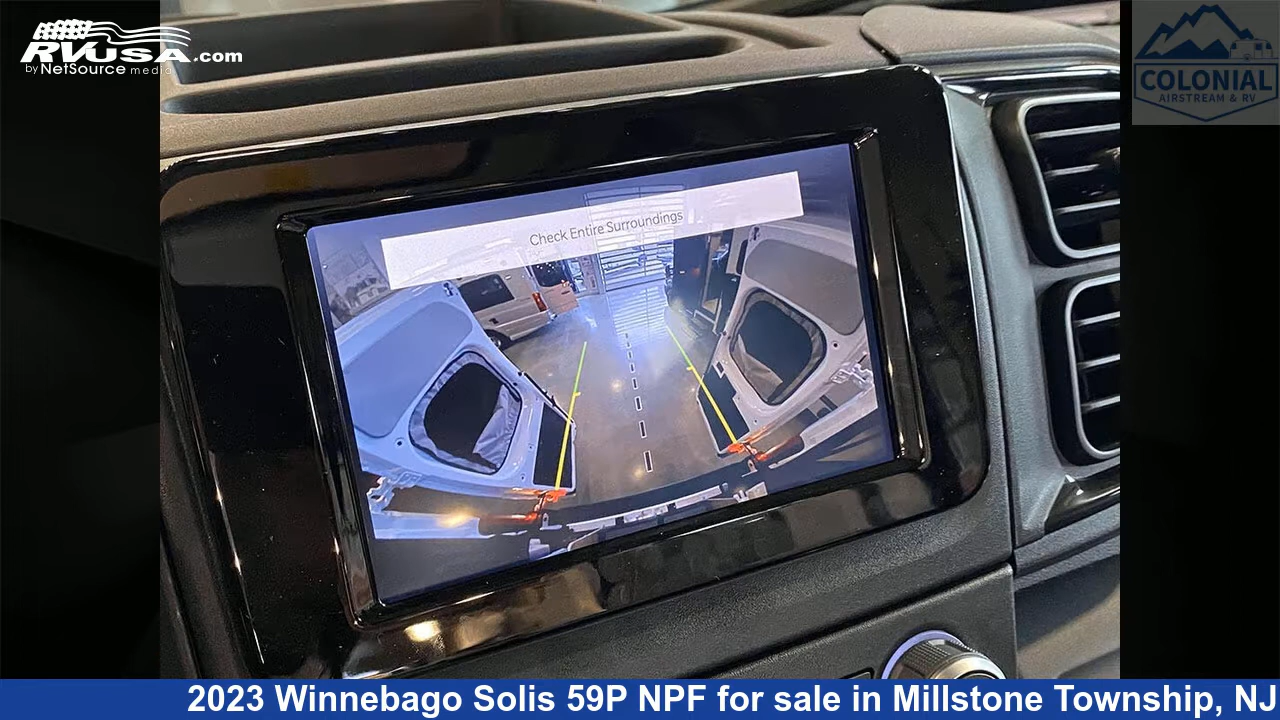 RVUSA.com
by NetSource media
COLONIAL
AIRSTREAM & RV
Check Entire Surroundings
2023 Winnebago Solis 59P NPF for sale in Millstone Township, NJ